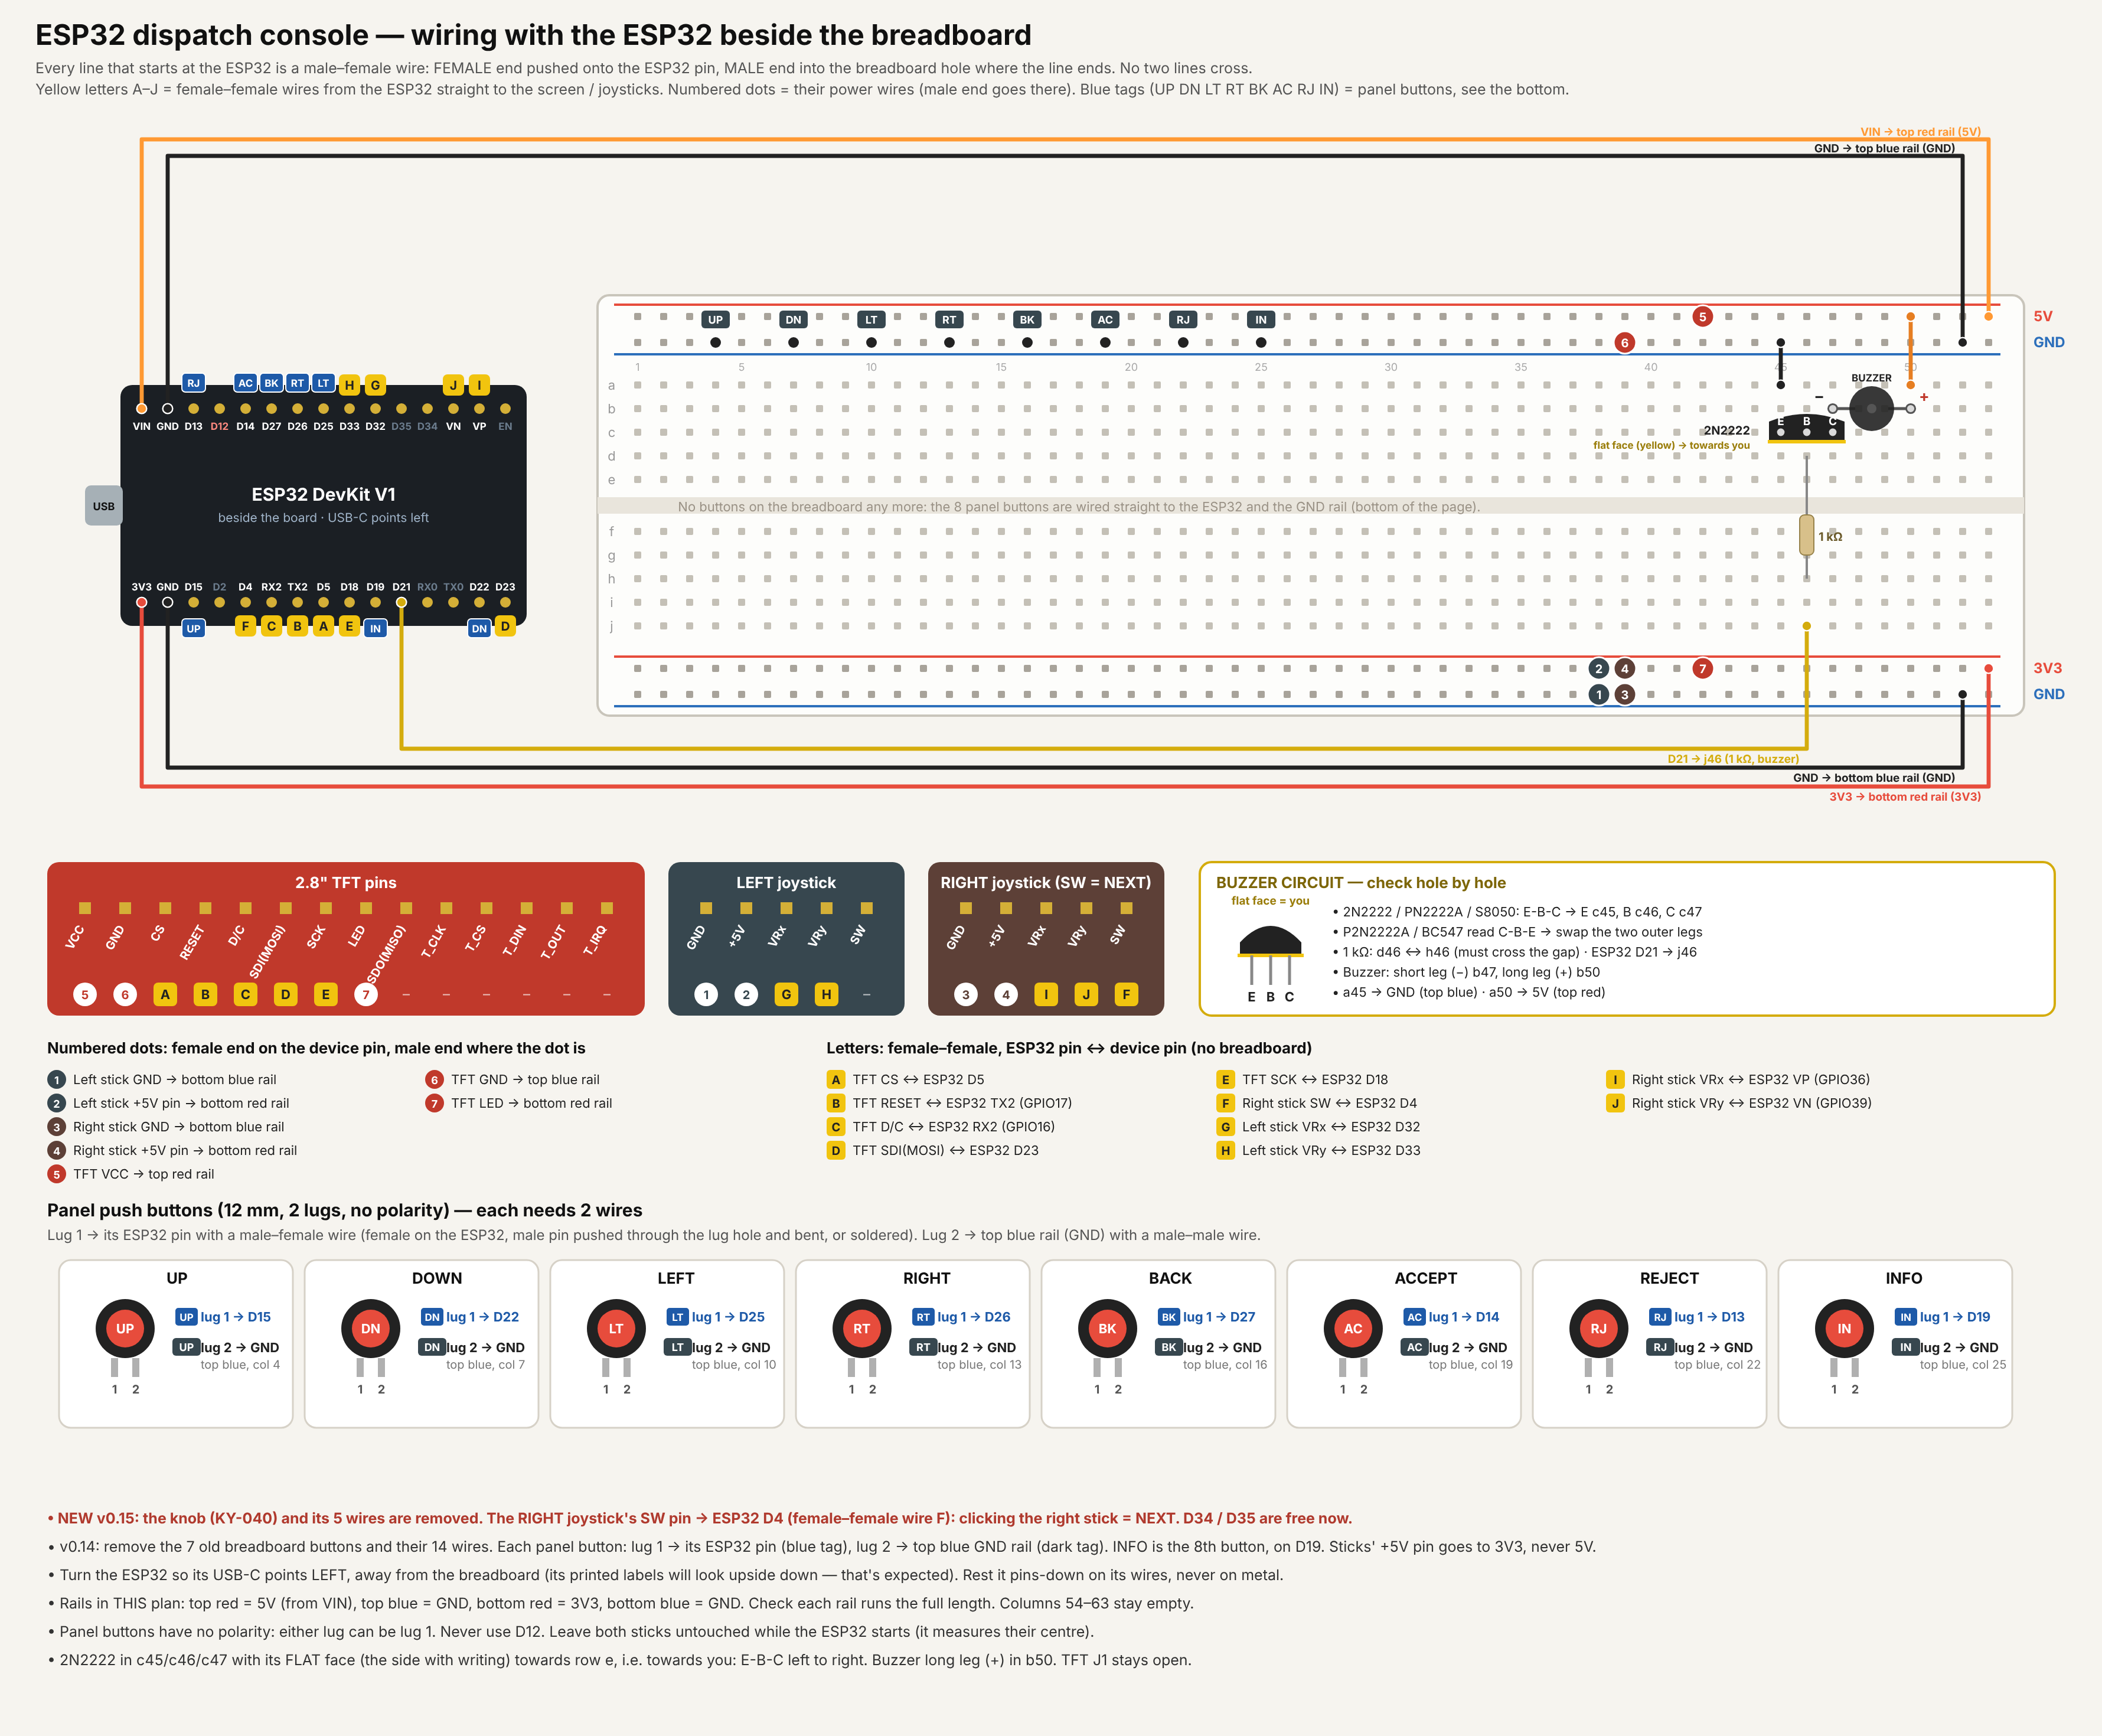 ESP32 dispatch console — wiring with the ESP32 beside the breadboard
Every line that starts at the ESP32 is a male–female wire: FEMALE end pushed onto the ESP32 pin, MALE end into the breadboard hole where the line ends. No two lines cross.
Yellow letters A–J = female–female wires from the ESP32 straight to the screen / joysticks. Numbered dots = their power wires (male end goes there). Blue tags (UP DN LT RT BK AC RJ IN) = panel buttons, see the bottom.
VIN → top red rail (5V)
GND → top blue rail (GND)
UP DN LT RT BK AC RJ IN 5 5V
6 GND
1 5 10 15 20 25 30 35 40 45 50
RJ AC BK RT LT H G J I
VIN GND D13 D12 D14 D27 D26 D25 D33 D32 D35 D34 VN VP EN
a
b
c
d
e
BUZZER
− +
E B C
2N2222
flat face (yellow) → towards you
USB
ESP32 DevKit V1
beside the board · USB-C points left
No buttons on the breadboard any more: the 8 panel buttons are wired straight to the ESP32 and the GND rail (bottom of the page).
f
g
h
i
j
1 kΩ
3V3 GND D15 D2 D4 RX2 TX2 D5 D18 D19 D21 RX0 TX0 D22 D23
UP F C B A E IN DN D
2 4 7 3V3
1 3 GND
D21 → j46 (1 kΩ, buzzer)
GND → bottom blue rail (GND)
3V3 → bottom red rail (3V3)
2.8" TFT pins
VCC GND CS RESET D/C SDI(MOSI) SCK LED SDO(MISO) T_CLK T_CS T_DIN T_OUT T_IRQ
5 6 A B C D E 7 – – – – – –
LEFT joystick
GND +5V VRx VRy SW
1 2 G H –
RIGHT joystick (SW = NEXT)
GND +5V VRx VRy SW
3 4 I J F
BUZZER CIRCUIT — check hole by hole
flat face = you
E B C
• 2N2222 / PN2222A / S8050: E-B-C → E c45, B c46, C c47
• P2N2222A / BC547 read C-B-E → swap the two outer legs
• 1 kΩ: d46 ↔ h46 (must cross the gap) · ESP32 D21 → j46
• Buzzer: short leg (−) b47, long leg (+) b50
• a45 → GND (top blue) · a50 → 5V (top red)
Numbered dots: female end on the device pin, male end where the dot is
1 Left stick GND → bottom blue rail
2 Left stick +5V pin → bottom red rail
3 Right stick GND → bottom blue rail
4 Right stick +5V pin → bottom red rail
5 TFT VCC → top red rail
6 TFT GND → top blue rail
7 TFT LED → bottom red rail
Letters: female–female, ESP32 pin ↔ device pin (no breadboard)
A TFT CS ↔ ESP32 D5
B TFT RESET ↔ ESP32 TX2 (GPIO17)
C TFT D/C ↔ ESP32 RX2 (GPIO16)
D TFT SDI(MOSI) ↔ ESP32 D23
E TFT SCK ↔ ESP32 D18
F Right stick SW ↔ ESP32 D4
G Left stick VRx ↔ ESP32 D32
H Left stick VRy ↔ ESP32 D33
I Right stick VRx ↔ ESP32 VP (GPIO36)
J Right stick VRy ↔ ESP32 VN (GPIO39)
Panel push buttons (12 mm, 2 lugs, no polarity) — each needs 2 wires
Lug 1 → its ESP32 pin with a male–female wire (female on the ESP32, male pin pushed through the lug hole and bent, or soldered). Lug 2 → top blue rail (GND) with a male–male wire.
UP
UP
UP lug 1 → D15
UP lug 2 → GND
top blue, col 4
1 2
DOWN
DN
DN lug 1 → D22
DN lug 2 → GND
top blue, col 7
1 2
LEFT
LT
LT lug 1 → D25
LT lug 2 → GND
top blue, col 10
1 2
RIGHT
RT
RT lug 1 → D26
RT lug 2 → GND
top blue, col 13
1 2
BACK
BK
BK lug 1 → D27
BK lug 2 → GND
top blue, col 16
1 2
ACCEPT
AC
AC lug 1 → D14
AC lug 2 → GND
top blue, col 19
1 2
REJECT
RJ
RJ lug 1 → D13
RJ lug 2 → GND
top blue, col 22
1 2
INFO
IN
IN lug 1 → D19
IN lug 2 → GND
top blue, col 25
1 2
• NEW v0.15: the knob (KY-040) and its 5 wires are removed. The RIGHT joystick's SW pin → ESP32 D4 (female–female wire F): clicking the right stick = NEXT. D34 / D35 are free now.
• v0.14: remove the 7 old breadboard buttons and their 14 wires. Each panel button: lug 1 → its ESP32 pin (blue tag), lug 2 → top blue GND rail (dark tag). INFO is the 8th button, on D19. Sticks' +5V pin goes to 3V3, never 5V.
• Turn the ESP32 so its USB-C points LEFT, away from the breadboard (its printed labels will look upside down — that's expected). Rest it pins-down on its wires, never on metal.
• Rails in THIS plan: top red = 5V (from VIN), top blue = GND, bottom red = 3V3, bottom blue = GND. Check each rail runs the full length. Columns 54–63 stay empty.
• Panel buttons have no polarity: either lug can be lug 1. Never use D12. Leave both sticks untouched while the ESP32 starts (it measures their centre).
• 2N2222 in c45/c46/c47 with its FLAT face (the side with writing) towards row e, i.e. towards you: E-B-C left to right. Buzzer long leg (+) in b50. TFT J1 stays open.